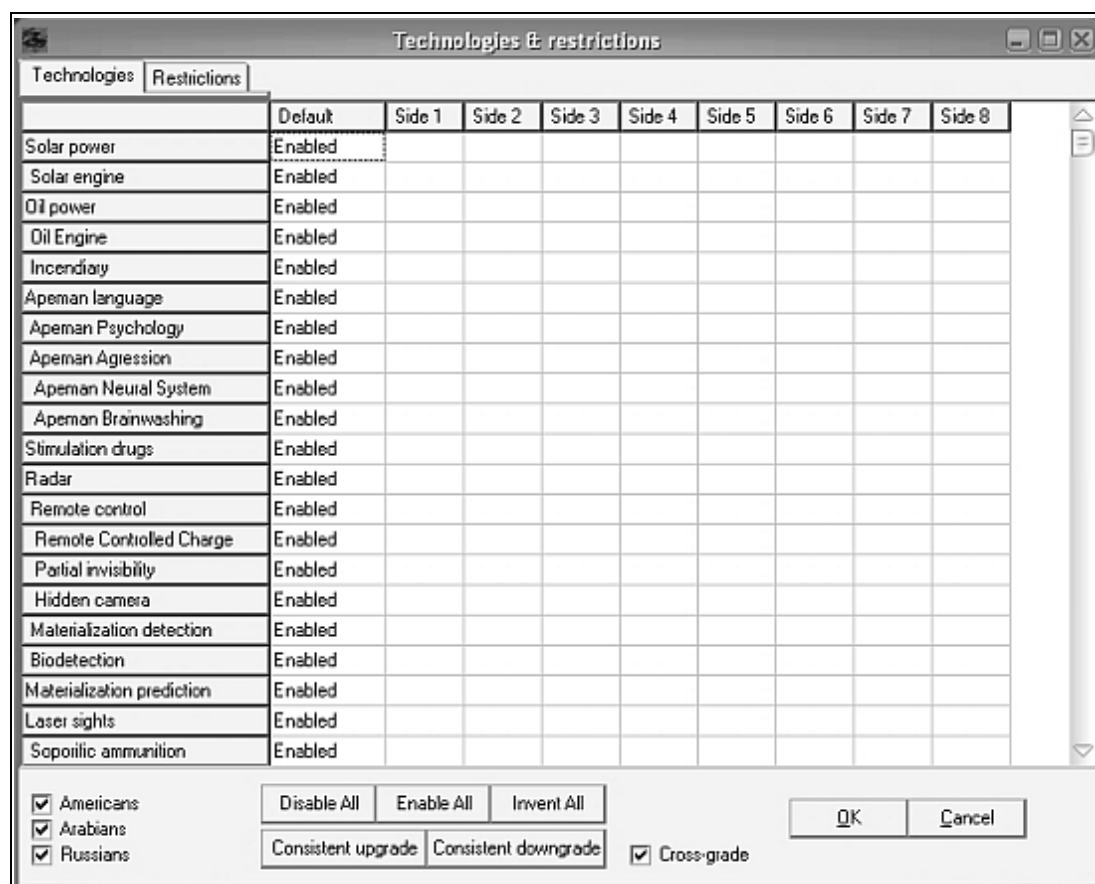 Technologies & restrictions
Technologies Restrictions
Default Side 1 Side 2 Side 3 Side 4 Side 5 Side 6 Side 7 Side 8
Solar power Enabled
Solar engine Enabled
Oil power Enabled
Oil Engine Enabled
Incendiary Enabled
Apeman language Enabled
Apeman Psychology Enabled
Apeman Agression Enabled
Apeman Neural System Enabled
Apeman Brainwashing Enabled
Stimulation drugs Enabled
Radar Enabled
Remote control Enabled
Remote Controlled Charge Enabled
Partial invisibility Enabled
Hidden camera Enabled
Materialization detection Enabled
Biodetection Enabled
Materialization prediction Enabled
Laser sights Enabled
Soporific ammunition Enabled
Americans Disable All Enable All Invent All OK Cancel
Arabians
Russians Consistent upgrade Consistent downgrade Cross-grade